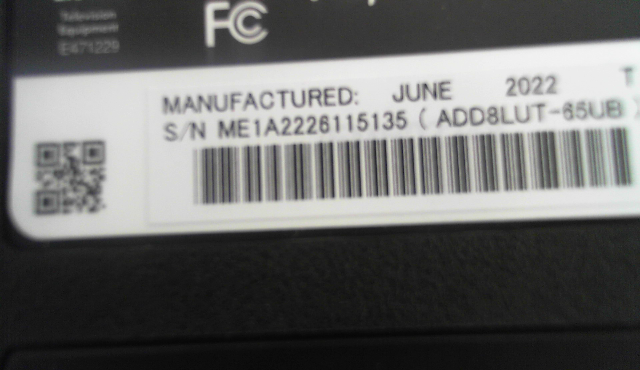 Television
Equipment
E471229
FC
MANUFACTURED: JUNE 2022 T
S/N ME1A2226115135 ( ADD8LUT-65UB )